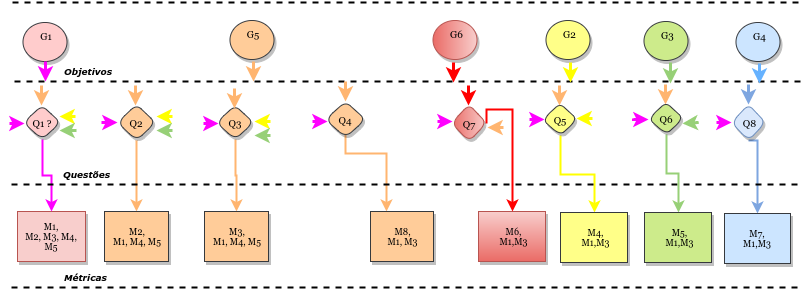 G1
G5
G6
G2
G3
G4
Objetivos
Q1 ?
Q2
Q3
Q4
Q7
Q5
Q6
Q8
Questões
M1,
M2, M3, M4,
M5
M2,
M1, M4, M5
M3,
M1, M4, M5
M8,
M1, M3
M6,
M1,M3
M4,
M1,M3
M5,
M1,M3
M7,
M1,M3
Métricas